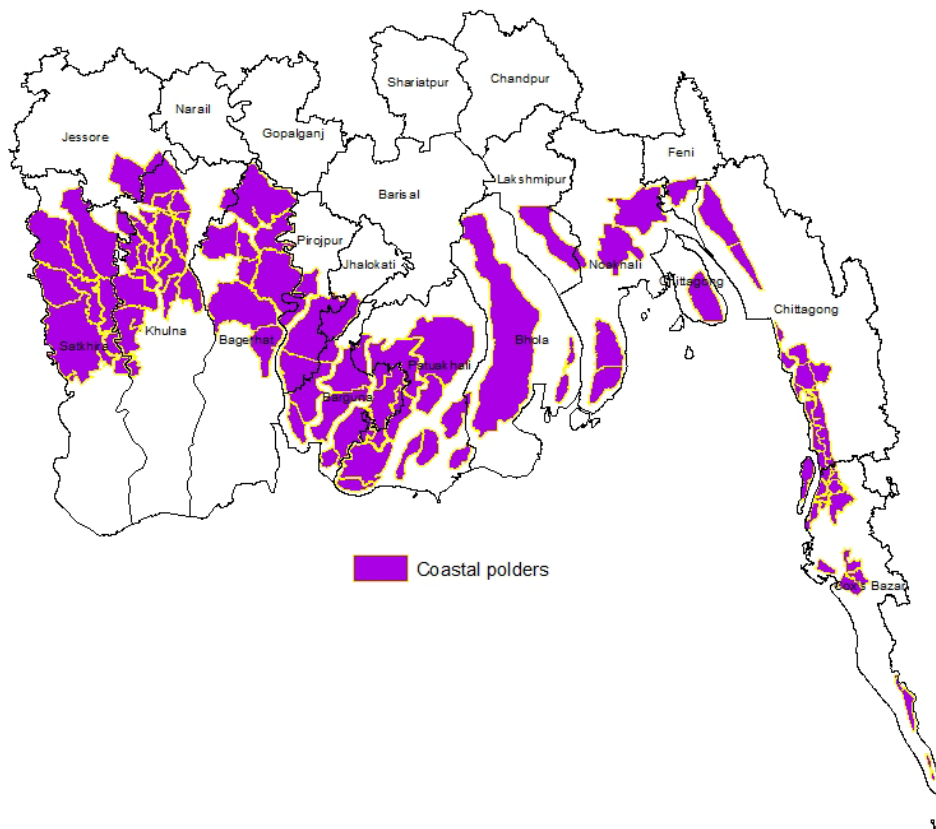 Shariatpur
Chandpur
Narail
Jessore
Gopalganj
Feni
Lakshmipur
Barisal
Pirojpur
Jhalokati
Noakhali
Chittagong
Chittagong
Khulna
Satkhira
Bagerhat
Bhola
Patuakhali
Barguna
Coastal polders
Cox's Bazar